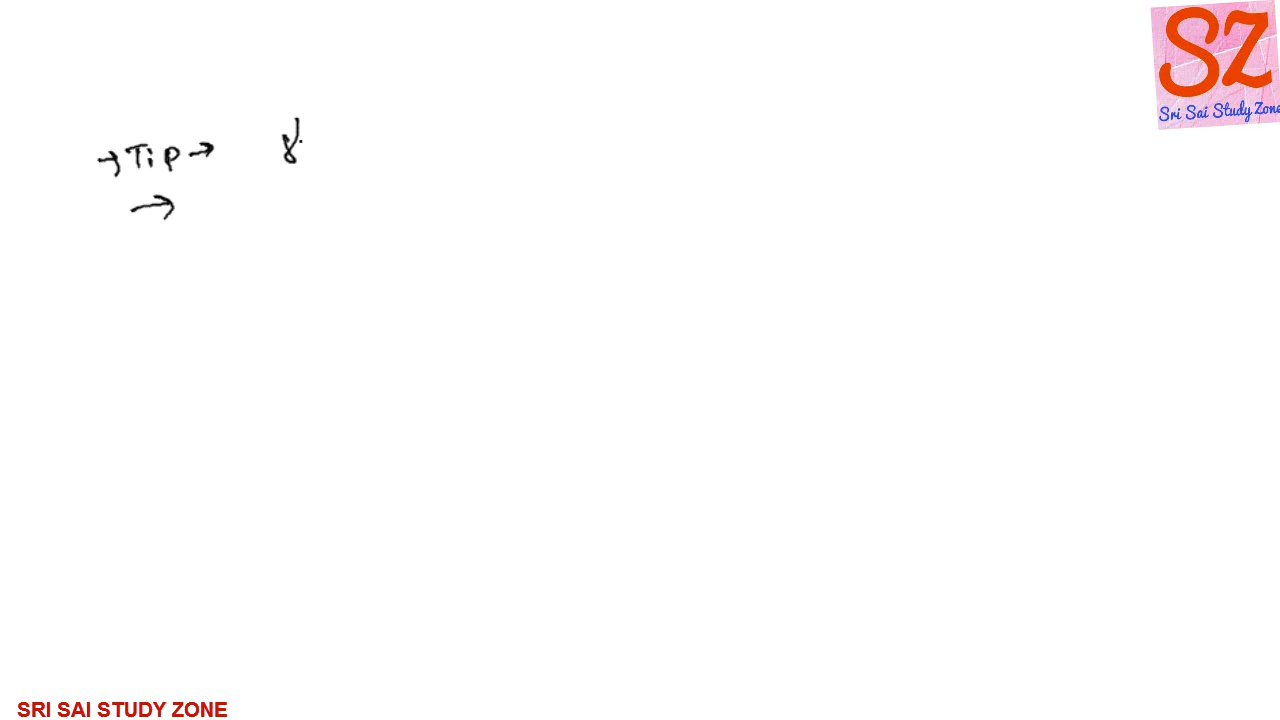 SZ
Sri Sai Study Zone
→ Tip →
→
SRI SAI STUDY ZONE